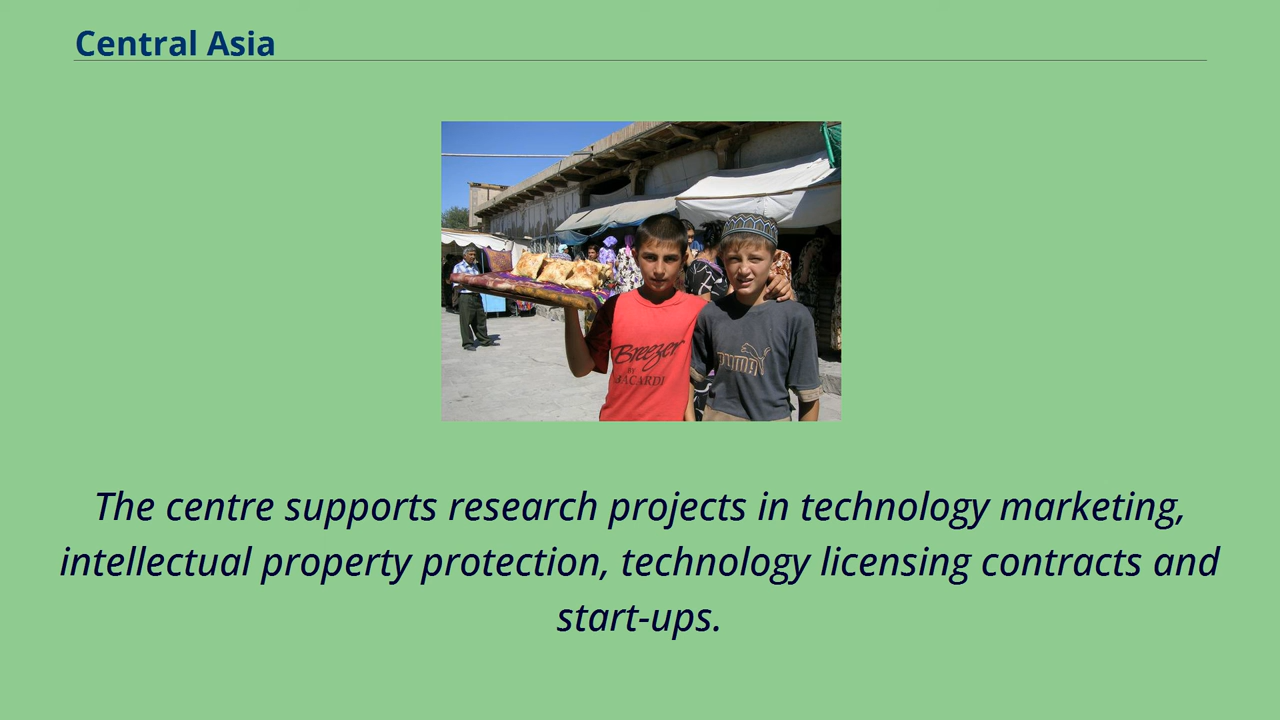 Central Asia
Breezer
BY
BACARDI
PUMA
The centre supports research projects in technology marketing,
intellectual property protection, technology licensing contracts and
start-ups.